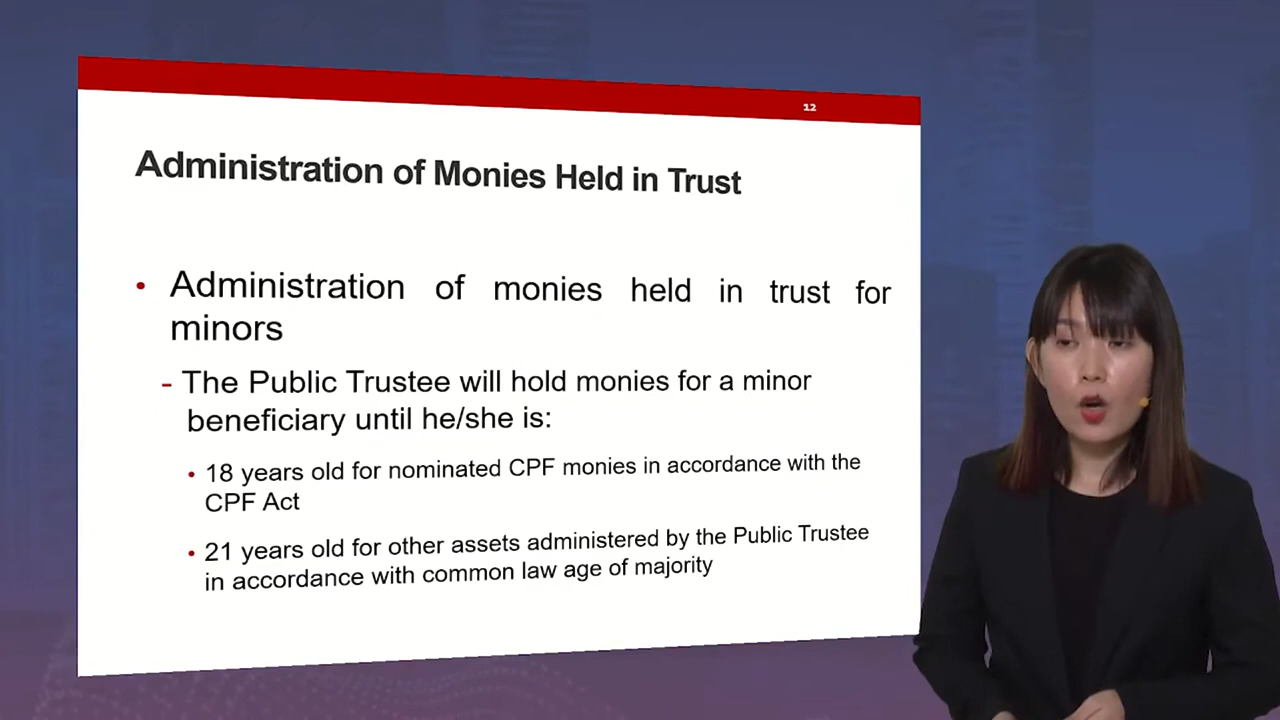 12
Administration of Monies Held in Trust
• Administration of monies held in trust for
minors
- The Public Trustee will hold monies for a minor
beneficiary until he/she is:
• 18 years old for nominated CPF monies in accordance with the
CPF Act
• 21 years old for other assets administered by the Public Trustee
in accordance with common law age of majority